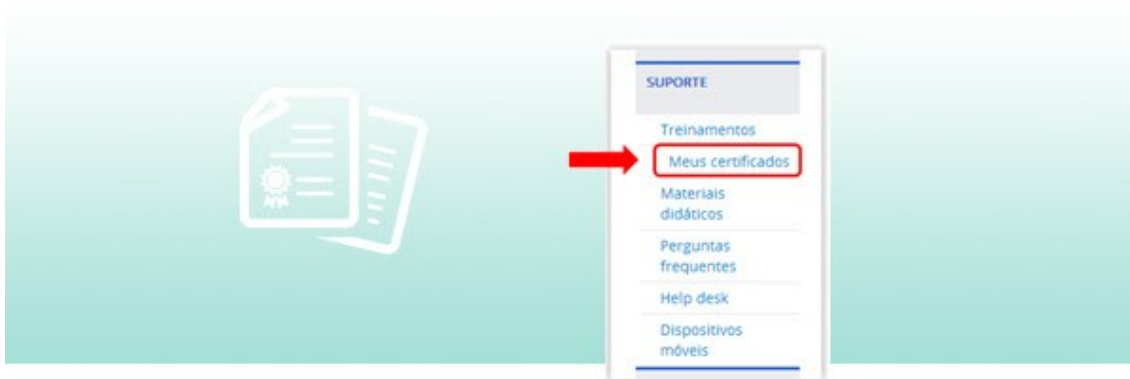 SUPORTE
Treinamentos
Meus certificados
Materiais
didáticos
Perguntas
frequentes
Help desk
Dispositivos
móveis